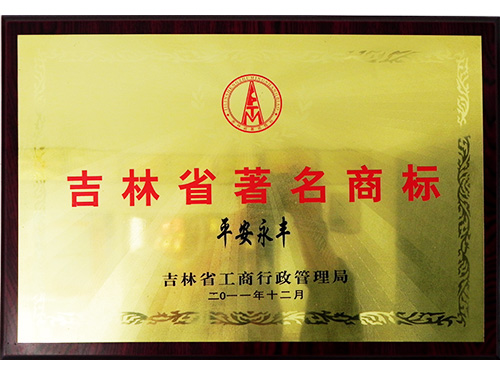 吉林省著名商标
平安永丰
吉林省工商行政管理局
二〇一一年十二月